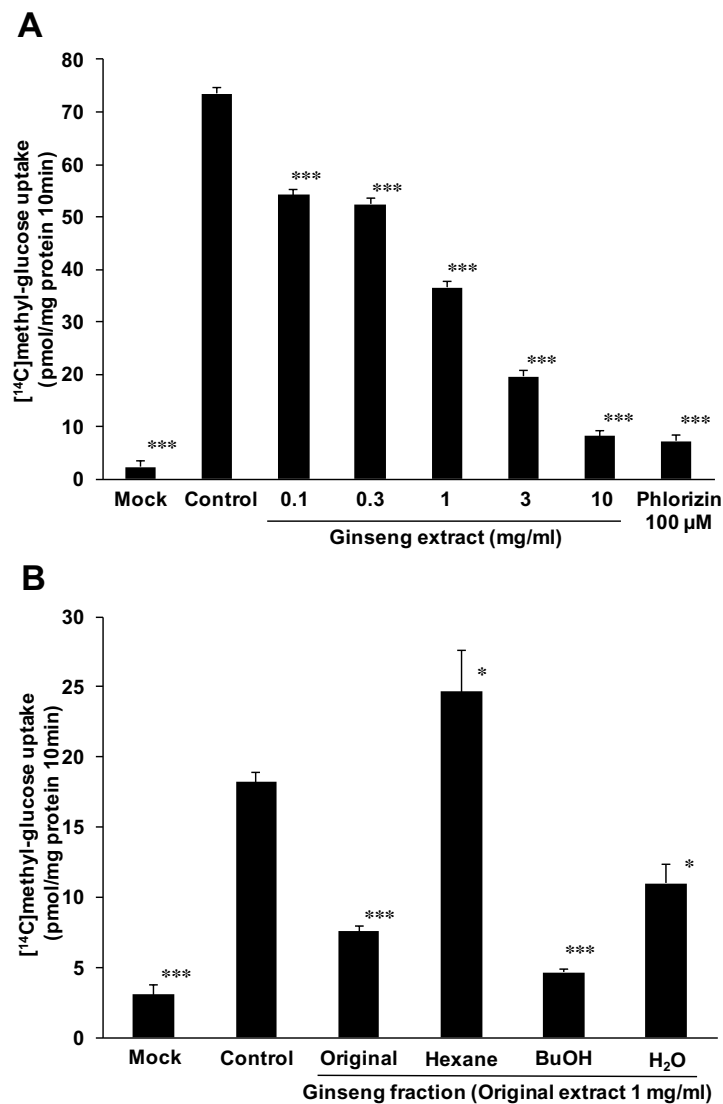 A
[¹⁴C]methyl-glucose uptake
(pmol/mg protein 10min)
80
70
60
50
40
30
20
10
0
***
***
***
***
***
***
***
Mock Control 0.1 0.3 1 3 10 Phlorizin
100 µM
Ginseng extract (mg/ml)
B
[¹⁴C]methyl-glucose uptake
(pmol/mg protein 10min)
30
25
20
15
10
5
0
***
***
*
***
*
Mock Control Original Hexane BuOH H₂O
Ginseng fraction (Original extract 1 mg/ml)